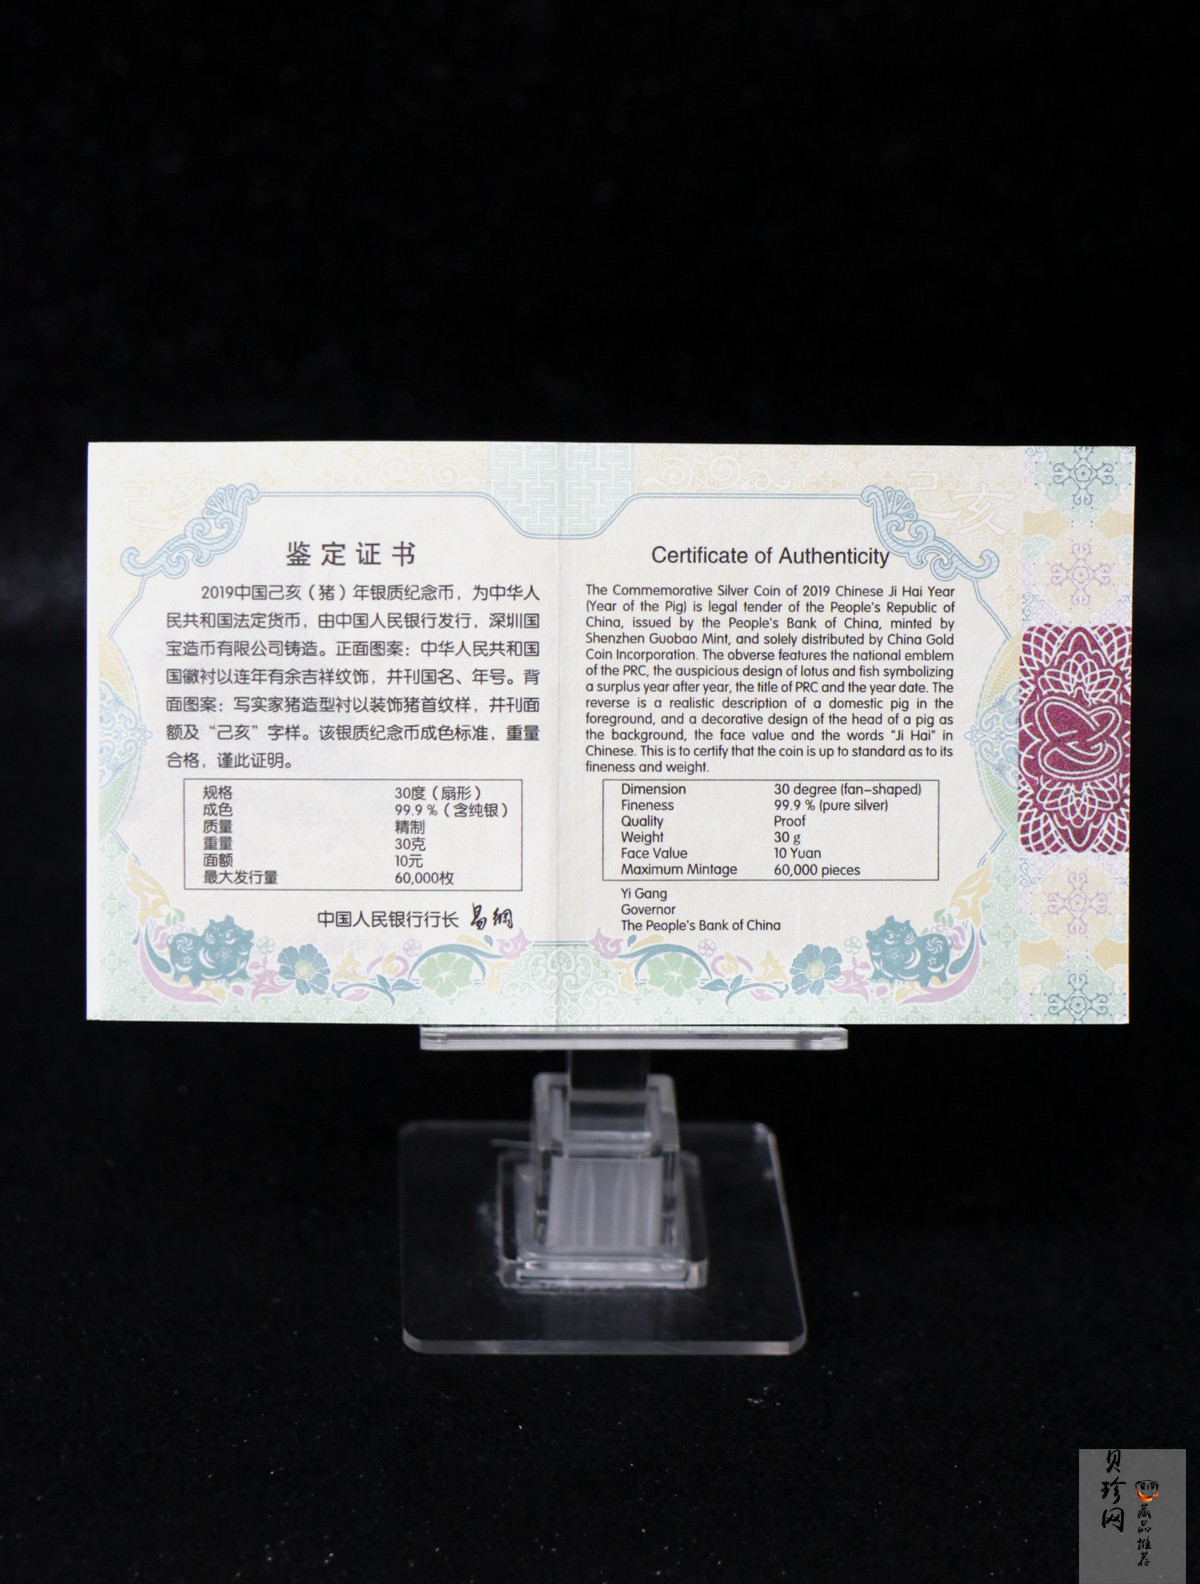 己亥
己亥
鉴定证书
2019中国己亥（猪）年银质纪念币，为中华人
民共和国法定货币，由中国人民银行发行，深圳国
宝造币有限公司铸造。正面图案：中华人民共和国
国徽衬以连年有余吉祥纹饰，并刊国名、年号。背
面图案：写实家猪造型衬以装饰猪首纹样，并刊面
额及“己亥”字样。该银质纪念币成色标准，重量
合格，谨此证明。
规格 30度（扇形）
成色 99.9％（含纯银）
质量 精制
重量 30克
面额 10元
最大发行量 60,000枚
中国人民银行行长 易纲
Certificate of Authenticity
The Commemorative Silver Coin of 2019 Chinese Ji Hai Year
(Year of the Pig) is legal tender of the People's Republic of
China, issued by the People's Bank of China, minted by
Shenzhen Guobao Mint, and solely distributed by China Gold
Coin Incorporation. The obverse features the national emblem
of the PRC, the auspicious design of lotus and fish symbolizing
a surplus year after year, the title of PRC and the year date. The
reverse is a realistic description of a domestic pig in the
foreground, and a decorative design of the head of a pig as
the background, the face value and the words "Ji Hai" in
Chinese. This is to certify that the coin is up to standard as to its
fineness and weight.
Dimension 30 degree (fan-shaped)
Fineness 99.9 % (pure silver)
Quality Proof
Weight 30 g
Face Value 10 Yuan
Maximum Mintage 60,000 pieces
Yi Gang
Governor
The People's Bank of China
贝珍网
藏品推荐